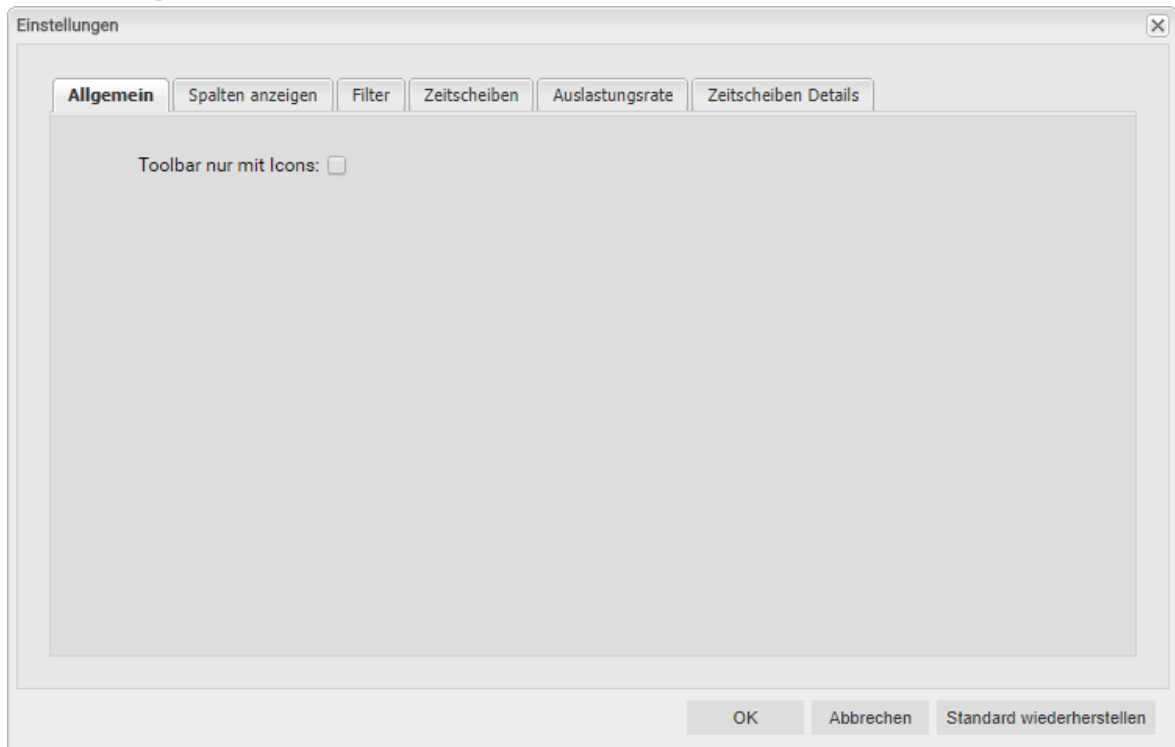 Einstellungen
Allgemein Spalten anzeigen Filter Zeitscheiben Auslastungsrate Zeitscheiben Details
Toolbar nur mit Icons:
OK Abbrechen Standard wiederherstellen